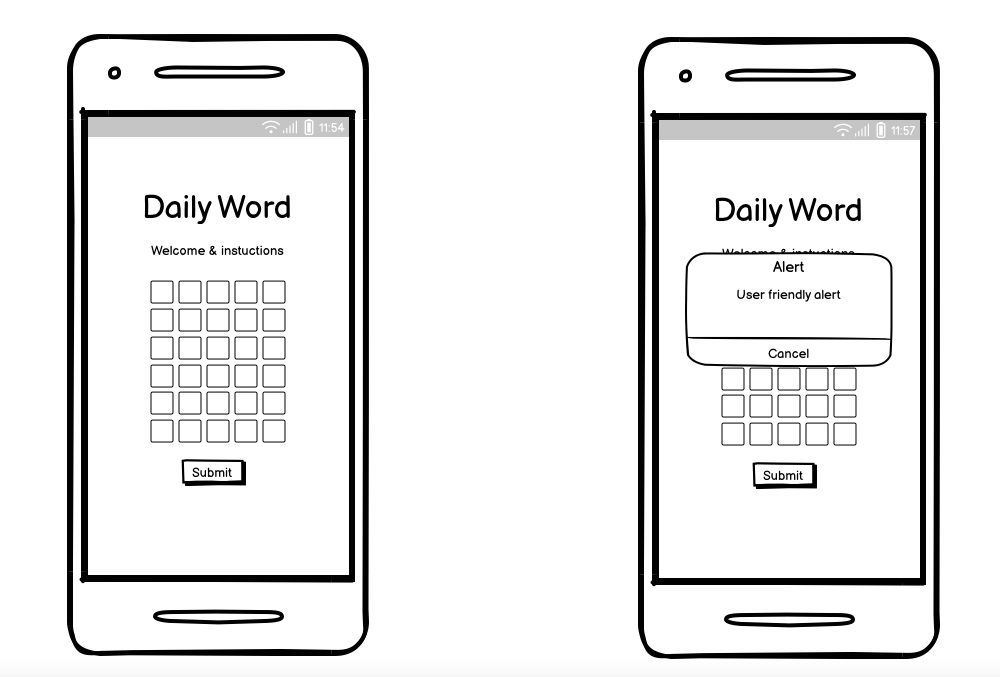 11:54
Daily Word
Welcome & instuctions
Submit
11:57
Daily Word
Welcome & instuctions
Alert
User friendly alert
Cancel
Submit